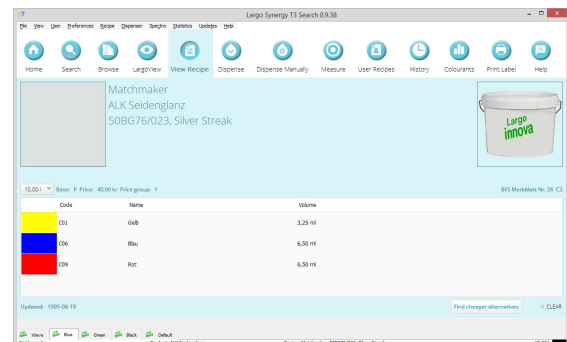 Largo Synergy T3 Search 0.9.38
File View User Preferences Recipe Dispenser Spectro Statistics Updates Help
Home Search Browse LargoView View Recipe Dispense Dispense Manually Measure User Recipes History Colourants Print Label Help
Matchmaker
ALK Seidenglanz
50BG76/023, Silver Streak
Largo
innova
10,00 l Base: P Price: 40,00 kr Price group: 1 BFS Merkblatt Nr. 26 C3
Code Name Volume
C01 Gelb 3,25 ml
C06 Blau 6,50 ml
C09 Rot 6,50 ml
Updated: 1995-08-19 Find cheaper alternatives CLEAR
Wave Blue Green Black Default